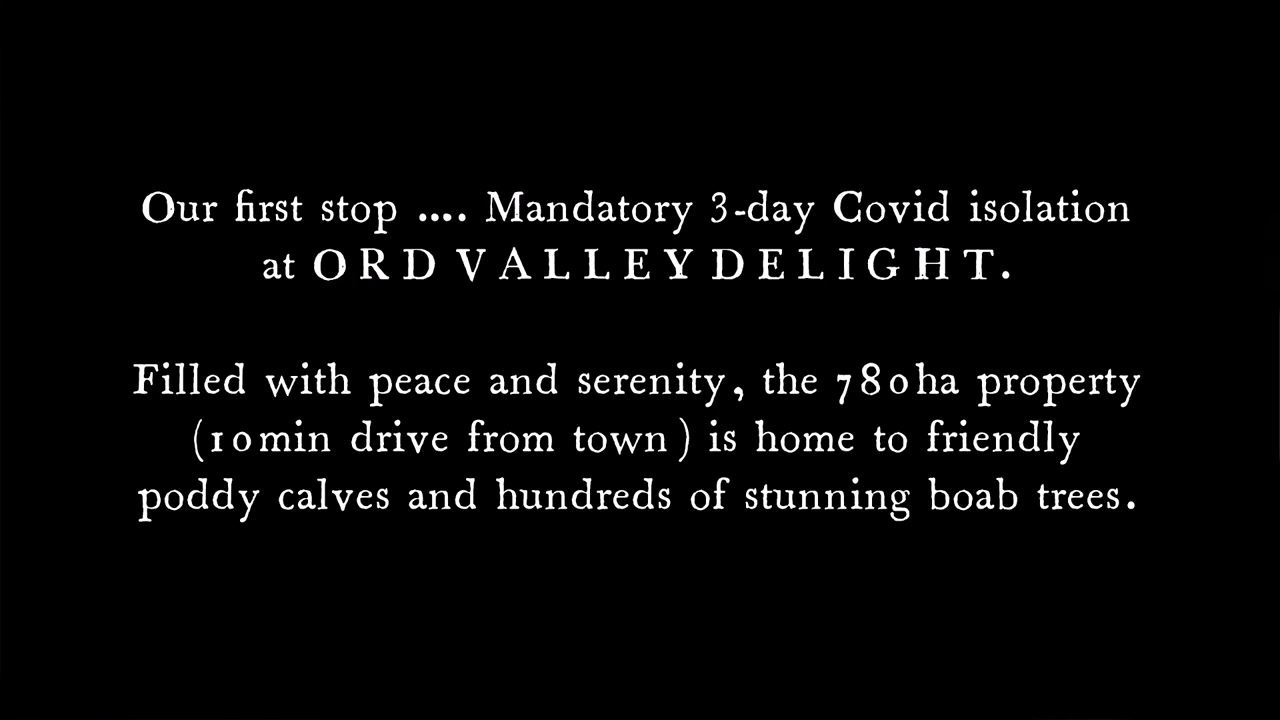 Our first stop .... Mandatory 3-day Covid isolation
at ORD VALLEY DELIGHT.
Filled with peace and serenity, the 780ha property
(10min drive from town) is home to friendly
poddy calves and hundreds of stunning boab trees.